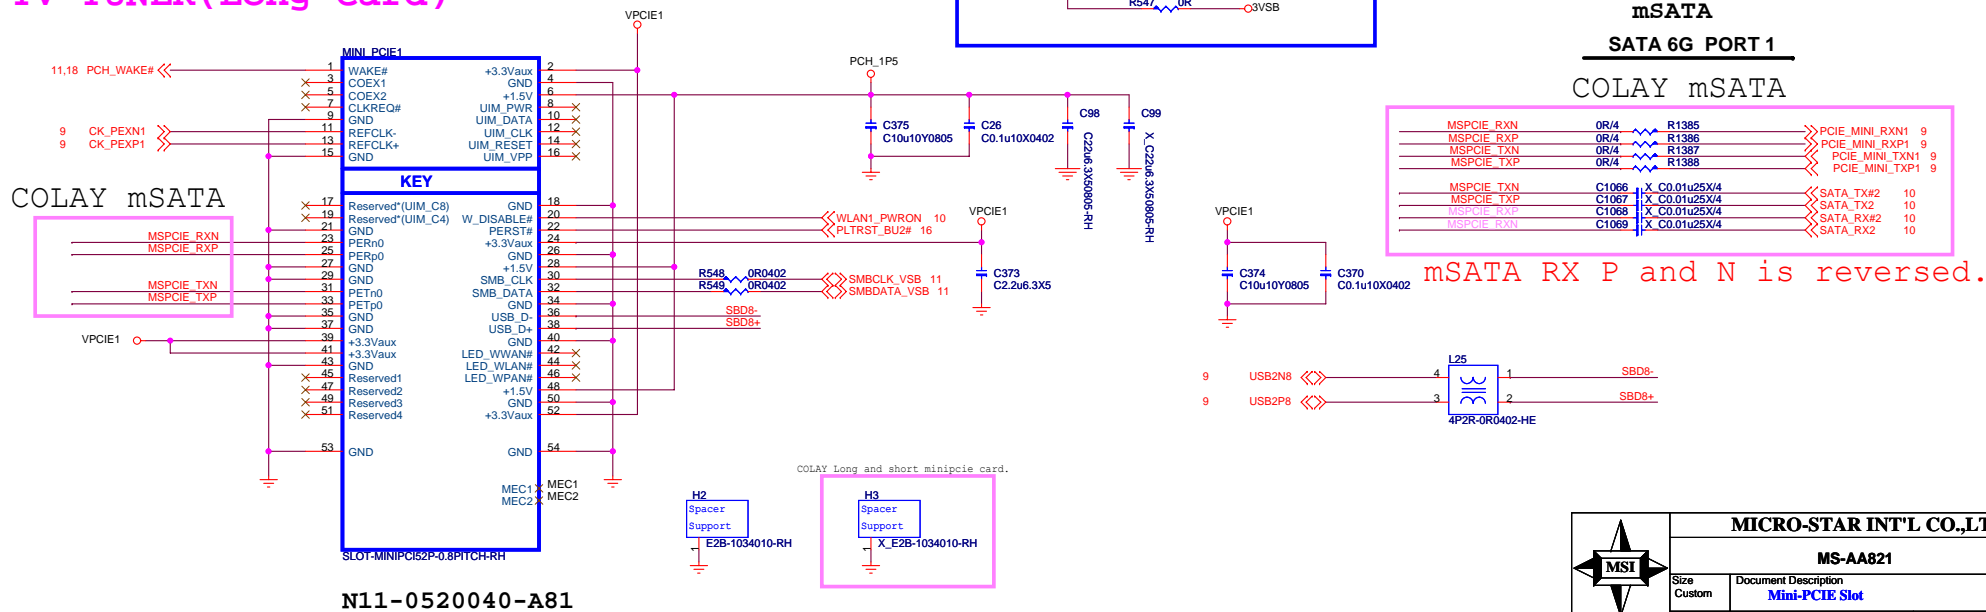 TV TUNER(Long Card)
R547 0R 3VSB
mSATA
SATA 6G PORT 1
COLAY mSATA
VPCIE1
MINI_PCIE1
11,18 PCH_WAKE#
1 WAKE# +3.3Vaux 2
3 COEX1 GND 4
5 COEX2 +1.5V 6
7 CLKREQ# UIM_PWR 8
9 GND UIM_DATA 10
9 CK_PEXN1 11 REFCLK- UIM_CLK 12
9 CK_PEXP1 13 REFCLK+ UIM_RESET 14
15 GND UIM_VPP 16
KEY
COLAY mSATA
17 Reserved*(UIM_C8) GND 18
19 Reserved*(UIM_C4) W_DISABLE# 20 WLAN1_PWRON 10
21 GND PERST# 22 PLTRST_BU2# 16
MSPCIE_RXN 23 PERn0 +3.3Vaux 24
MSPCIE_RXP 25 PERp0 GND 26
27 GND +1.5V 28
29 GND SMB_CLK 30 R548 0R0402 SMBCLK_VSB 11
MSPCIE_TXN 31 PETn0 SMB_DATA 32 R549 0R0402 SMBDATA_VSB 11
MSPCIE_TXP 33 PETp0 GND 34
35 GND USB_D- 36 SBD8-
37 GND USB_D+ 38 SBD8+
VPCIE1 39 +3.3Vaux GND 40
41 +3.3Vaux LED_WWAN# 42
43 GND LED_WLAN# 44
45 Reserved1 LED_WPAN# 46
47 Reserved2 +1.5V 48
49 Reserved3 GND 50
51 Reserved4 +3.3Vaux 52
53 GND GND 54
MEC1 MEC1
MEC2 MEC2
SLOT-MINIPCI52P-0.8PITCH-RH
N11-0520040-A81
PCH_1P5
C375
C10u10Y0805
C26
C0.1u10X0402
C98
C22u6.3X50805-RH
C99
X_C22u6.3X50805-RH
VPCIE1
C373
C2.2u6.3X5
VPCIE1
C374
C10u10Y0805
C370
C0.1u10X0402
MSPCIE_RXN 0R/4 R1385 PCIE_MINI_RXN1 9
MSPCIE_RXP 0R/4 R1386 PCIE_MINI_RXP1 9
MSPCIE_TXN 0R/4 R1387 PCIE_MINI_TXN1 9
MSPCIE_TXP 0R/4 R1388 PCIE_MINI_TXP1 9
MSPCIE_TXN C1066 X_C0.01u25X/4 SATA_TX#2 10
MSPCIE_TXP C1067 X_C0.01u25X/4 SATA_TX2 10
MSPCIE_RXP C1068 X_C0.01u25X/4 SATA_RX#2 10
MSPCIE_RXN C1069 X_C0.01u25X/4 SATA_RX2 10
mSATA RX P and N is reversed.
L25
9 USB2N8 4 1 SBD8-
9 USB2P8 3 2 SBD8+
4P2R-0R0402-HE
COLAY Long and short minipcie card.
H2
Spacer
Support
1
E2B-1034010-RH
H3
Spacer
Support
1
X_E2B-1034010-RH
MSI
MICRO-STAR INT'L CO.,LT
MS-AA821
Size
Custom
Document Description
Mini-PCIE Slot